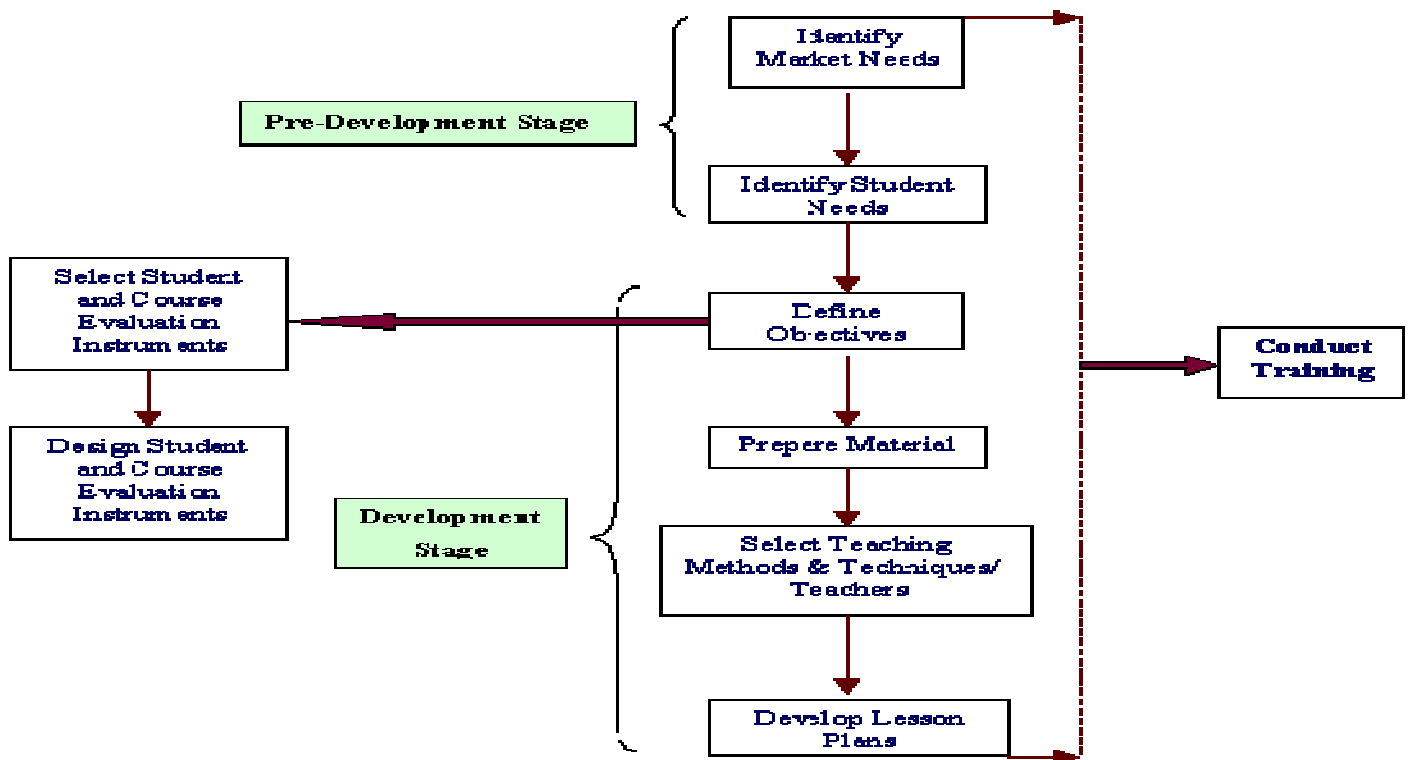 Identify
Market Needs
Pre-Development Stage
Identify Student
Needs
Select Student
and Course
Evaluation
Instruments
Define
Objectives
Conduct
Training
Design Student
and Course
Evaluation
Instruments
Prepere Material
Development
Stage
Select Teaching
Methods & Techniques/
Teachers
Develop Lesson
Plans